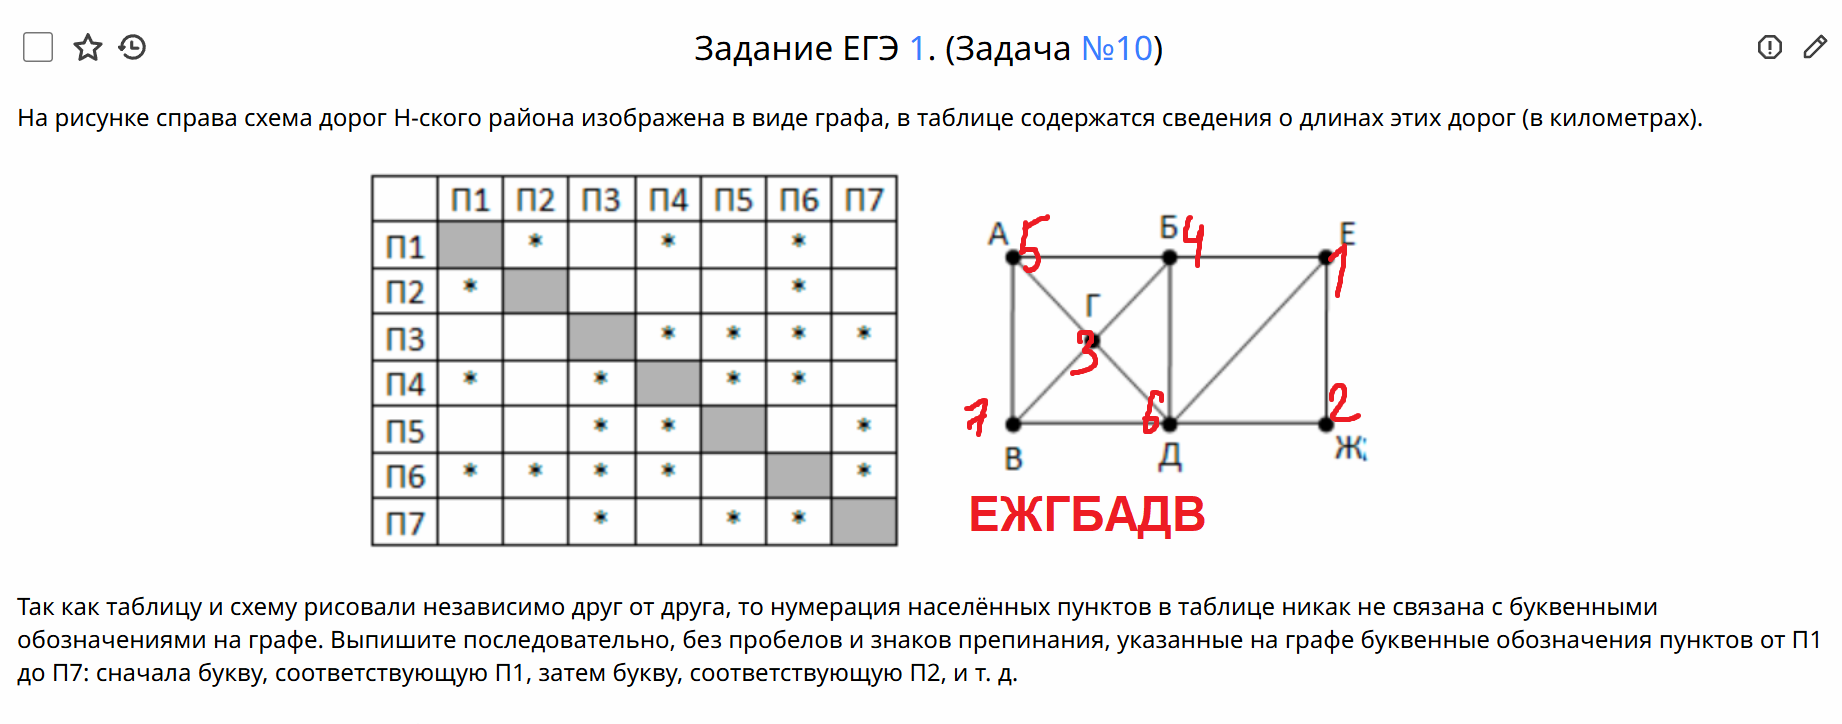 Задание ЕГЭ 1. (Задача №10)
На рисунке справа схема дорог Н-ского района изображена в виде графа, в таблице содержатся сведения о длинах этих дорог (в километрах).
П1 П2 П3 П4 П5 П6 П7
П1 * * *
П2 * *
П3 * * * *
П4 * * * *
П5 * * *
П6 * * * * *
П7 * * *
А 5 Б 4 Е 1
Г 3
7 В 6 Д 2 Ж
ЕЖГБАДВ
Так как таблицу и схему рисовали независимо друг от друга, то нумерация населённых пунктов в таблице никак не связана с буквенными
обозначениями на графе. Выпишите последовательно, без пробелов и знаков препинания, указанные на графе буквенные обозначения пунктов от П1
до П7: сначала букву, соответствующую П1, затем букву, соответствующую П2, и т. д.